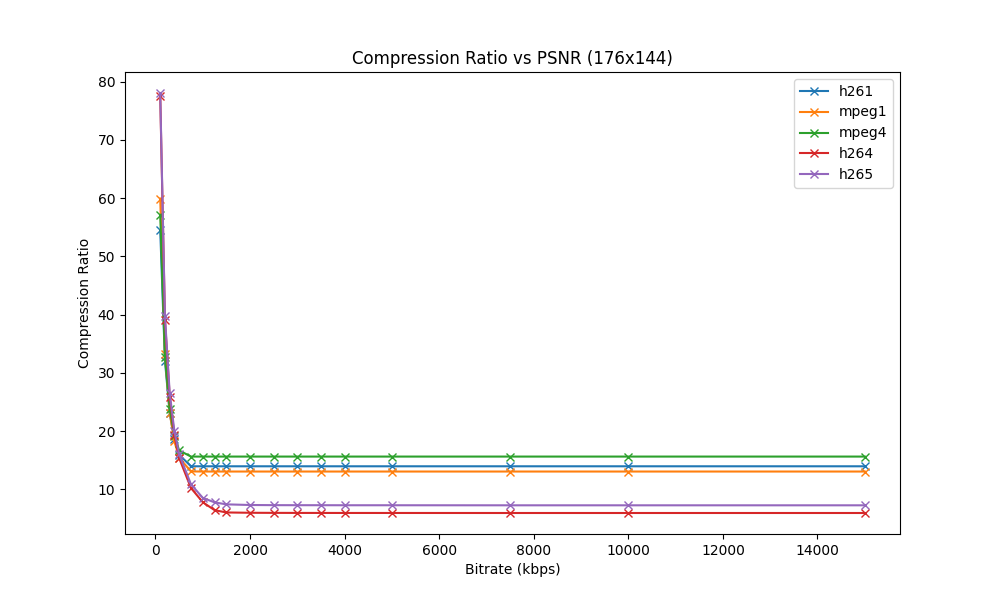 Compression Ratio vs PSNR (176x144)
80
70
60
50
40
30
20
10
Compression Ratio
h261
mpeg1
mpeg4
h264
h265
0 2000 4000 6000 8000 10000 12000 14000
Bitrate (kbps)